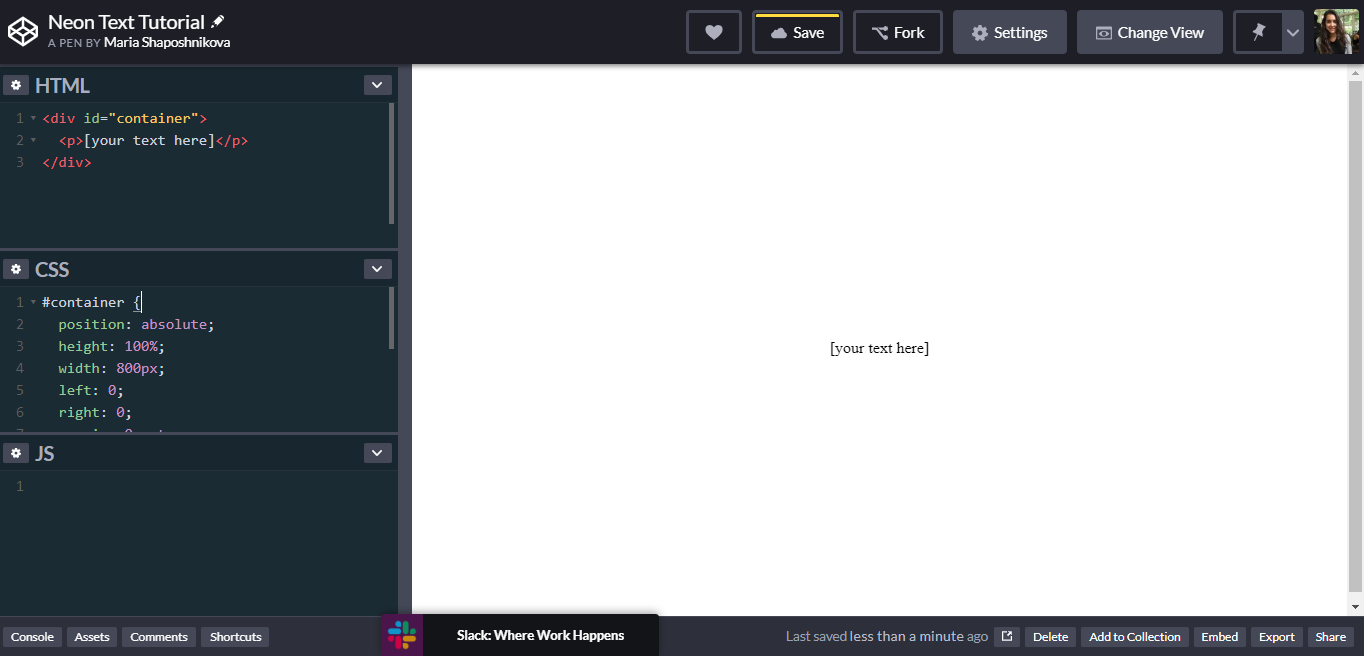 Neon Text Tutorial
A PEN BY Maria Shaposhnikova
Save
Fork
Settings
Change View
HTML
1 <div id="container">
2 <p>[your text here]</p>
3 </div>
CSS
1 #container {
2 position: absolute;
3 height: 100%;
4 width: 800px;
5 left: 0;
6 right: 0;
JS
1
[your text here]
Console
Assets
Comments
Shortcuts
Slack: Where Work Happens
Last saved less than a minute ago
Delete
Add to Collection
Embed
Export
Share